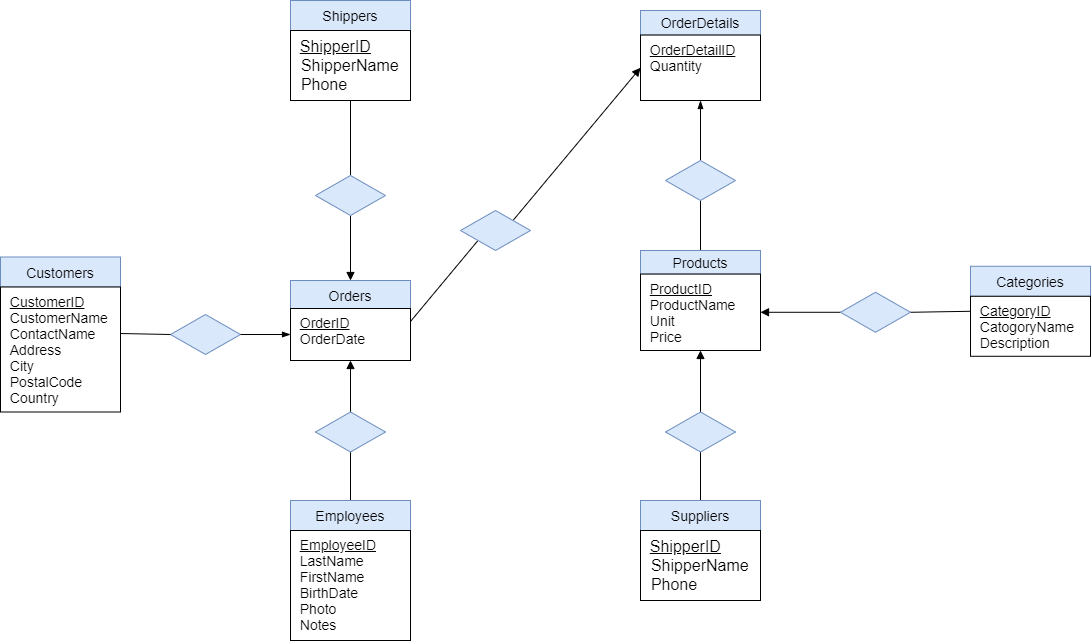 Shippers
ShipperID
ShipperName
Phone
OrderDetails
OrderDetailID
Quantity
Customers
CustomerID
CustomerName
ContactName
Address
City
PostalCode
Country
Orders
OrderID
OrderDate
Products
ProductID
ProductName
Unit
Price
Categories
CategoryID
CatogoryName
Description
Employees
EmployeeID
LastName
FirstName
BirthDate
Photo
Notes
Suppliers
ShipperID
ShipperName
Phone